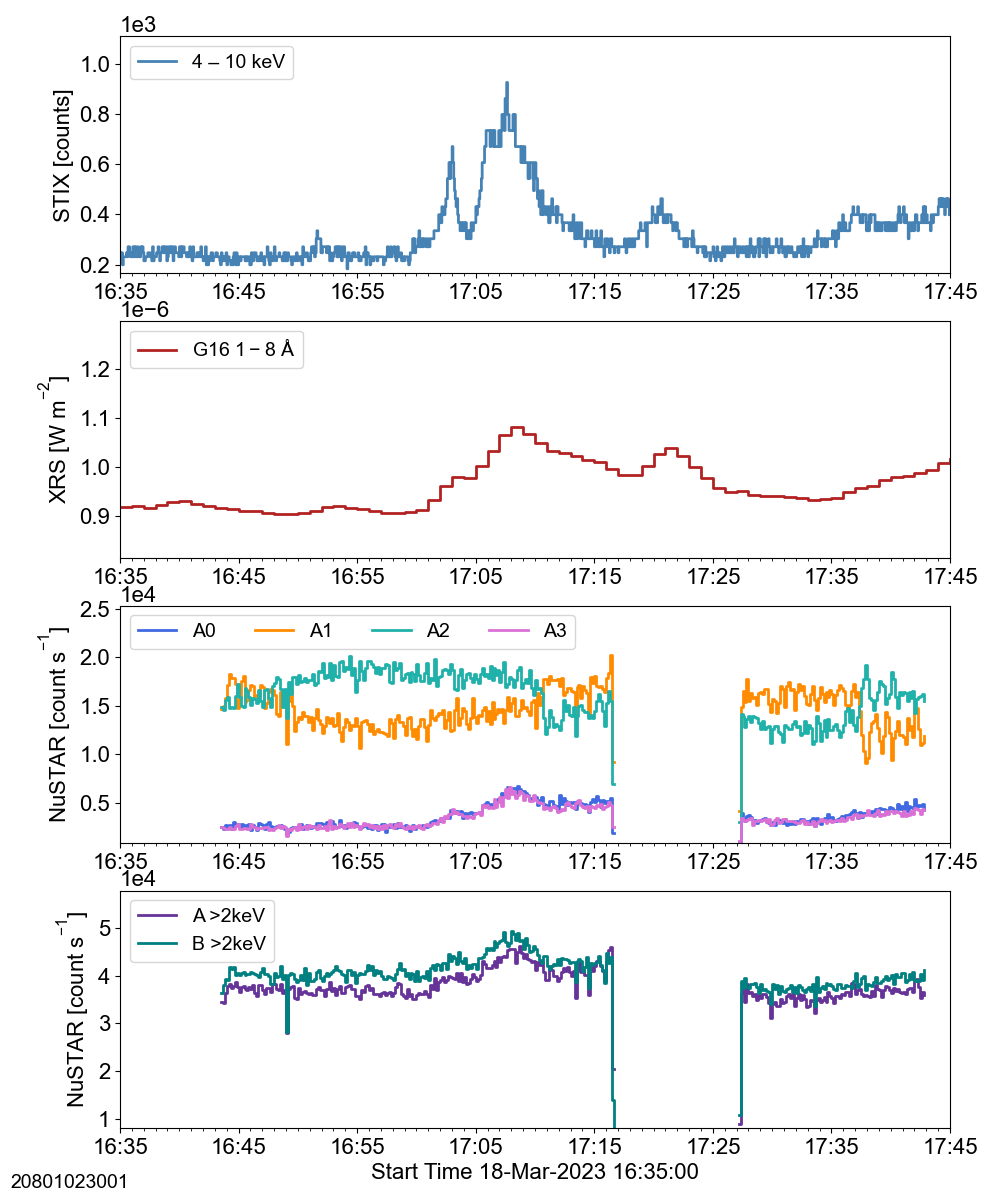 1e3
4 – 10 keV
STIX [counts]
1.0
0.8
0.6
0.4
0.2
16:35 16:45 16:55 17:05 17:15 17:25 17:35 17:45
1e−6
G16 1 − 8 Å
XRS [W m−2]
1.2
1.1
1.0
0.9
16:35 16:45 16:55 17:05 17:15 17:25 17:35 17:45
1e4
A0 A1 A2 A3
NuSTAR [count s−1]
2.5
2.0
1.5
1.0
0.5
16:35 16:45 16:55 17:05 17:15 17:25 17:35 17:45
1e4
A >2keV
B >2keV
NuSTAR [count s−1]
5
4
3
2
1
16:35 16:45 16:55 17:05 17:15 17:25 17:35 17:45
Start Time 18-Mar-2023 16:35:00
20801023001